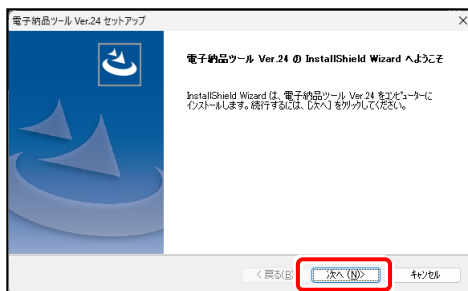 電子納品ツール Ver.24 セットアップ
電子納品ツール Ver.24 の InstallShield Wizard へようこそ
InstallShield Wizard は、電子納品ツール Ver.24 をコンピューターに
インストールします。続行するには、[次へ] をクリックしてください。
< 戻る(B)
次へ(N)>
キャンセル